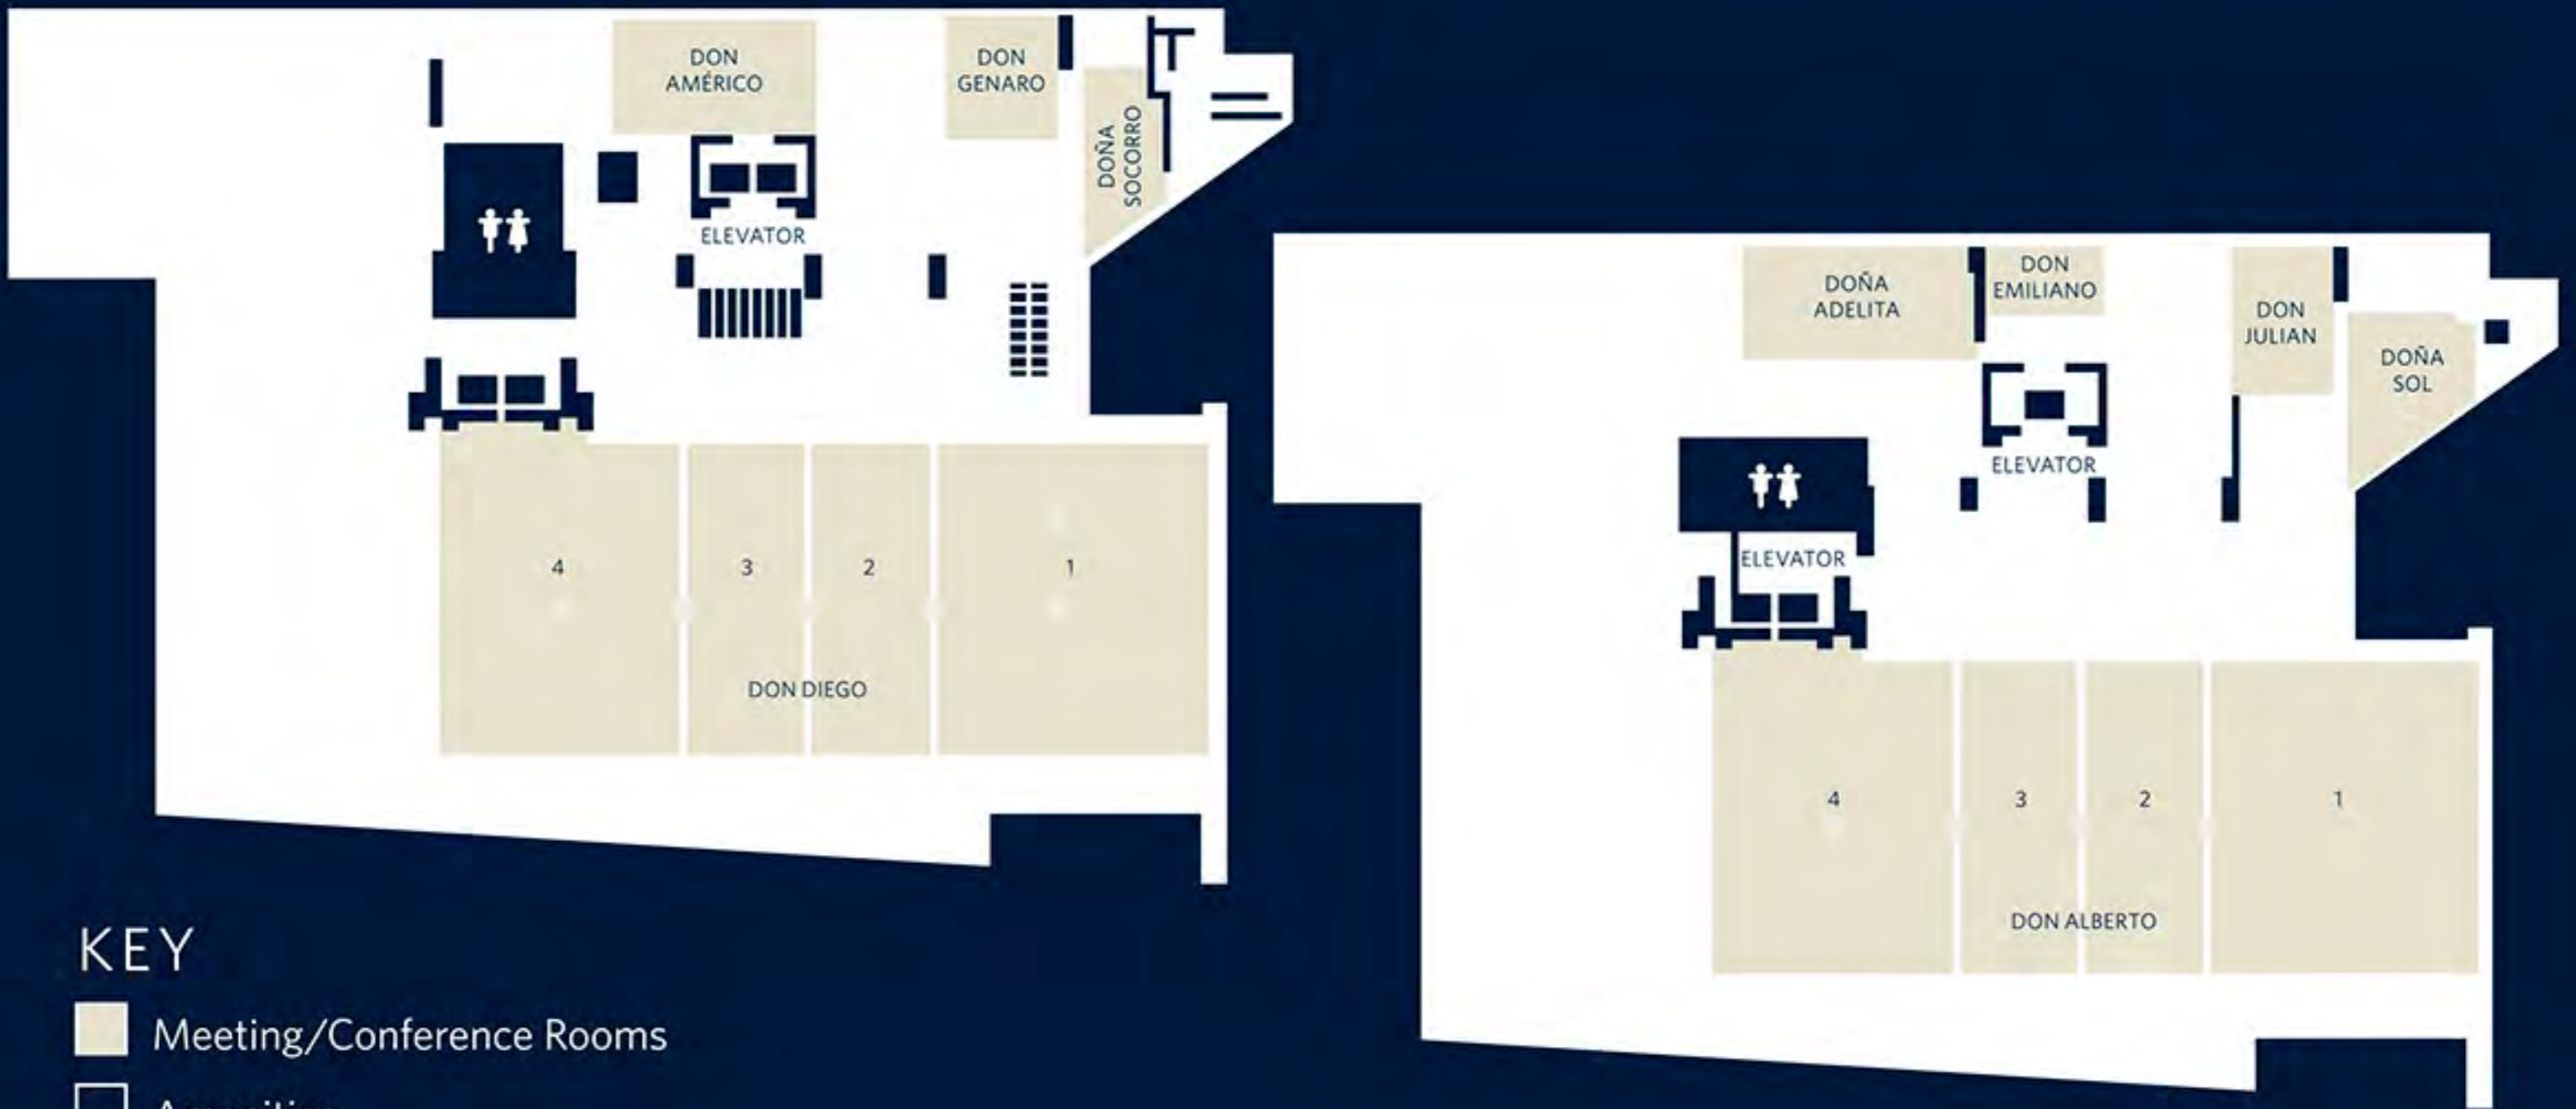 DON
AMÉRICO
DON
GENARO
DOÑA
SOCORRO
ELEVATOR
4
3
2
1
DON DIEGO
DOÑA
ADELITA
DON
EMILIANO
DON
JULIAN
DOÑA
SOL
ELEVATOR
ELEVATOR
4
3
2
1
DON ALBERTO
KEY
Meeting/Conference Rooms